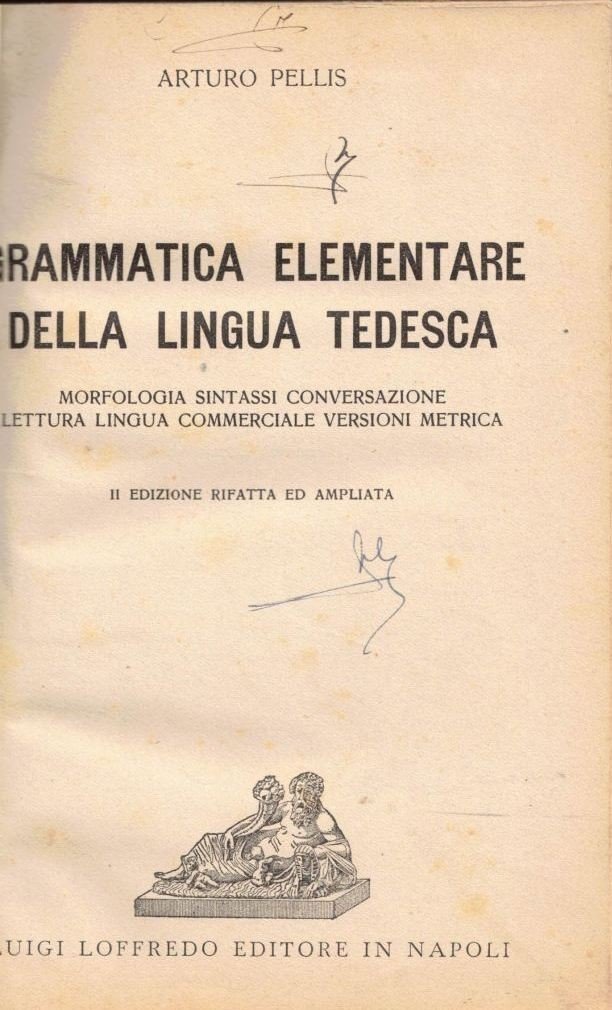 ARTURO PELLIS
GRAMMATICA ELEMENTARE
DELLA LINGUA TEDESCA
MORFOLOGIA SINTASSI CONVERSAZIONE
LETTURA LINGUA COMMERCIALE VERSIONI METRICA
II EDIZIONE RIFATTA ED AMPLIATA
LUIGI LOFFREDO EDITORE IN NAPOLI